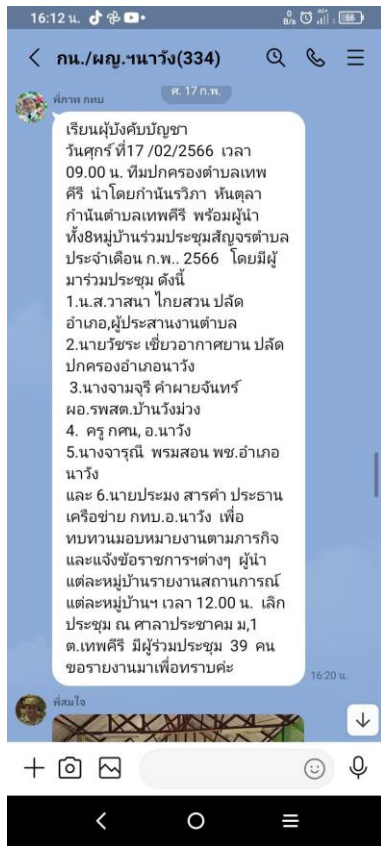 16:12 น.
0 B/s 4G+ 66
กน./ผญ.ฯนาวัง(334)
ศ. 17 ก.พ.
พี่ภาพ กทบ
เรียนผู้บังคับบัญชา
วันศุกร์ ที่17 /02/2566 เวลา
09.00 น. ทีมปกครองตำบลเทพ
คีรี นำโดยกำนันรวิภา หันตุลา
กำนันตำบลเทพคีรี พร้อมผู้นำ
ทั้ง8หมู่บ้านร่วมประชุมสัญจรตำบล
ประจำเดือน ก.พ.. 2566 โดยมีผู้
มาร่วมประชุม ดังนี้
1.น.ส.วาสนา ไกยสวน ปลัด
อำเภอ,ผู้ประสานงานตำบล
2.นายวัชระ เชี่ยวอากาศยาน ปลัด
ปกครองอำเภอนาวัง
3.นางจามจุรี คำผายจันทร์
ผอ.รพสต.บ้านวังม่วง
4. ครู กศน, อ.นาวัง
5.นางจารุณี พรมสอน พช.อำเภอ
นาวัง
และ 6.นายประมง สารคำ ประธาน
เครือข่าย กทบ.อ.นาวัง เพื่อ
ทบทวนมอบหมายงานตามภารกิจ
และแจ้งข้อราชการฯต่างๆ ผู้นำ
แต่ละหมู่บ้านรายงานสถานการณ์
แต่ละหมู่บ้านฯ เวลา 12.00 น. เลิก
ประชุม ณ ศาลาประชาคม ม,1
ต.เทพคีรี มีผู้ร่วมประชุม 39 คน
ขอรายงานมาเพื่อทราบค่ะ
16:20 น.
พี่สมใจ